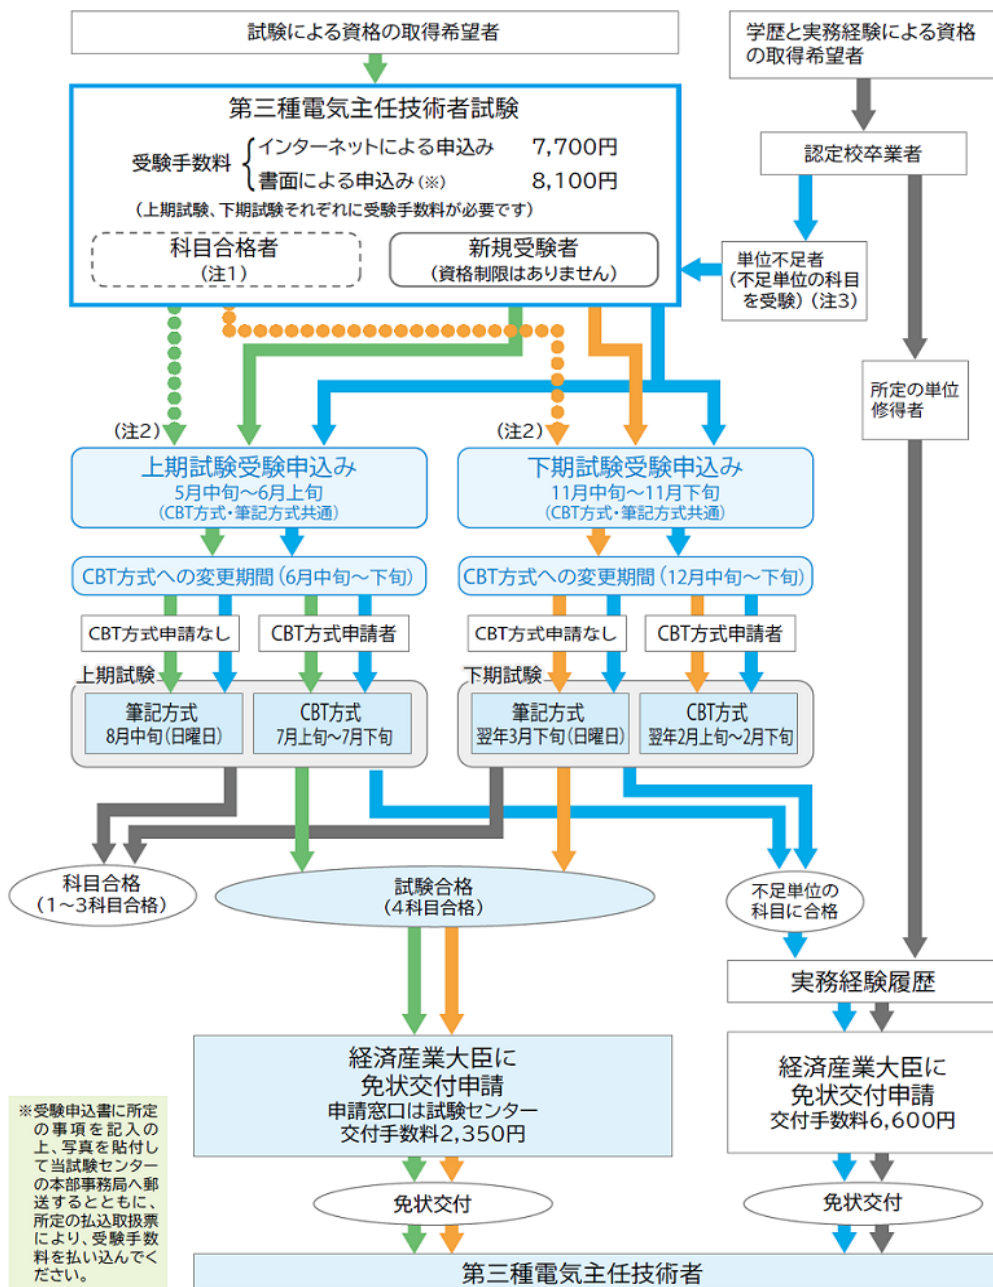 試験による資格の取得希望者
学歴と実務経験による資格
の取得希望者
第三種電気主任技術者試験
受験手数料
インターネットによる申込み 7,700円
書面による申込み(※) 8,100円
(上期試験、下期試験それぞれに受験手数料が必要です)
科目合格者
(注1)
新規受験者
(資格制限はありません)
認定校卒業者
単位不足者
(不足単位の科目
を受験)(注3)
所定の単位
修得者
(注2)
(注2)
上期試験受験申込み
5月中旬~6月上旬
(CBT方式・筆記方式共通)
下期試験受験申込み
11月中旬~11月下旬
(CBT方式・筆記方式共通)
CBT方式への変更期間(6月中旬~下旬)
CBT方式への変更期間(12月中旬~下旬)
CBT方式申請なし
CBT方式申請者
CBT方式申請なし
CBT方式申請者
上期試験
下期試験
筆記方式
8月中旬(日曜日)
CBT方式
7月上旬~7月下旬
筆記方式
翌年3月下旬(日曜日)
CBT方式
翌年2月上旬~2月下旬
科目合格
(1~3科目合格)
試験合格
(4科目合格)
不足単位の
科目に合格
実務経験履歴
経済産業大臣に
免状交付申請
申請窓口は試験センター
交付手数料2,350円
経済産業大臣に
免状交付申請
交付手数料6,600円
※受験申込書に所定
の事項を記入の
上、写真を貼付し
て当試験センター
の本部事務局へ郵
送するとともに、
所定の払込取扱票
により、受験手数
料を払い込んでく
ださい。
免状交付
免状交付
第三種電気主任技術者